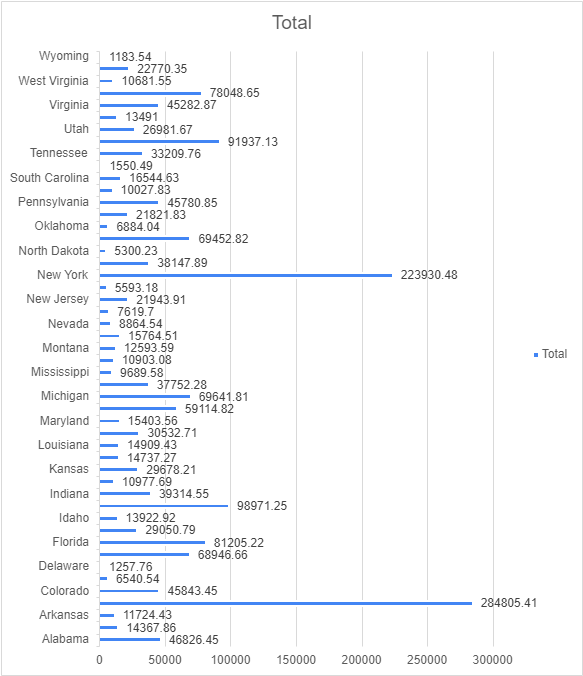 Total
Wyoming 1183.54
22770.35
West Virginia 10681.55
78048.65
Virginia 45282.87
13491
Utah 26981.67
91937.13
Tennessee 33209.76
1550.49
South Carolina 16544.63
10027.83
Pennsylvania 45780.85
21821.83
Oklahoma 6884.04
69452.82
North Dakota 5300.23
38147.89
New York 223930.48
5593.18
New Jersey 21943.91
7619.7
Nevada 8864.54
15764.51
Montana 12593.59
10903.08
Mississippi 9689.58
37752.28
Michigan 69641.81
59114.82
Maryland 15403.56
30532.71
Louisiana 14909.43
14737.27
Kansas 29678.21
10977.69
Indiana 39314.55
98971.25
Idaho 13922.92
29050.79
Florida 81205.22
68946.66
Delaware 1257.76
6540.54
Colorado 45843.45
284805.41
Arkansas 11724.43
14367.86
Alabama 46826.45
0 50000 100000 150000 200000 250000 300000
Total